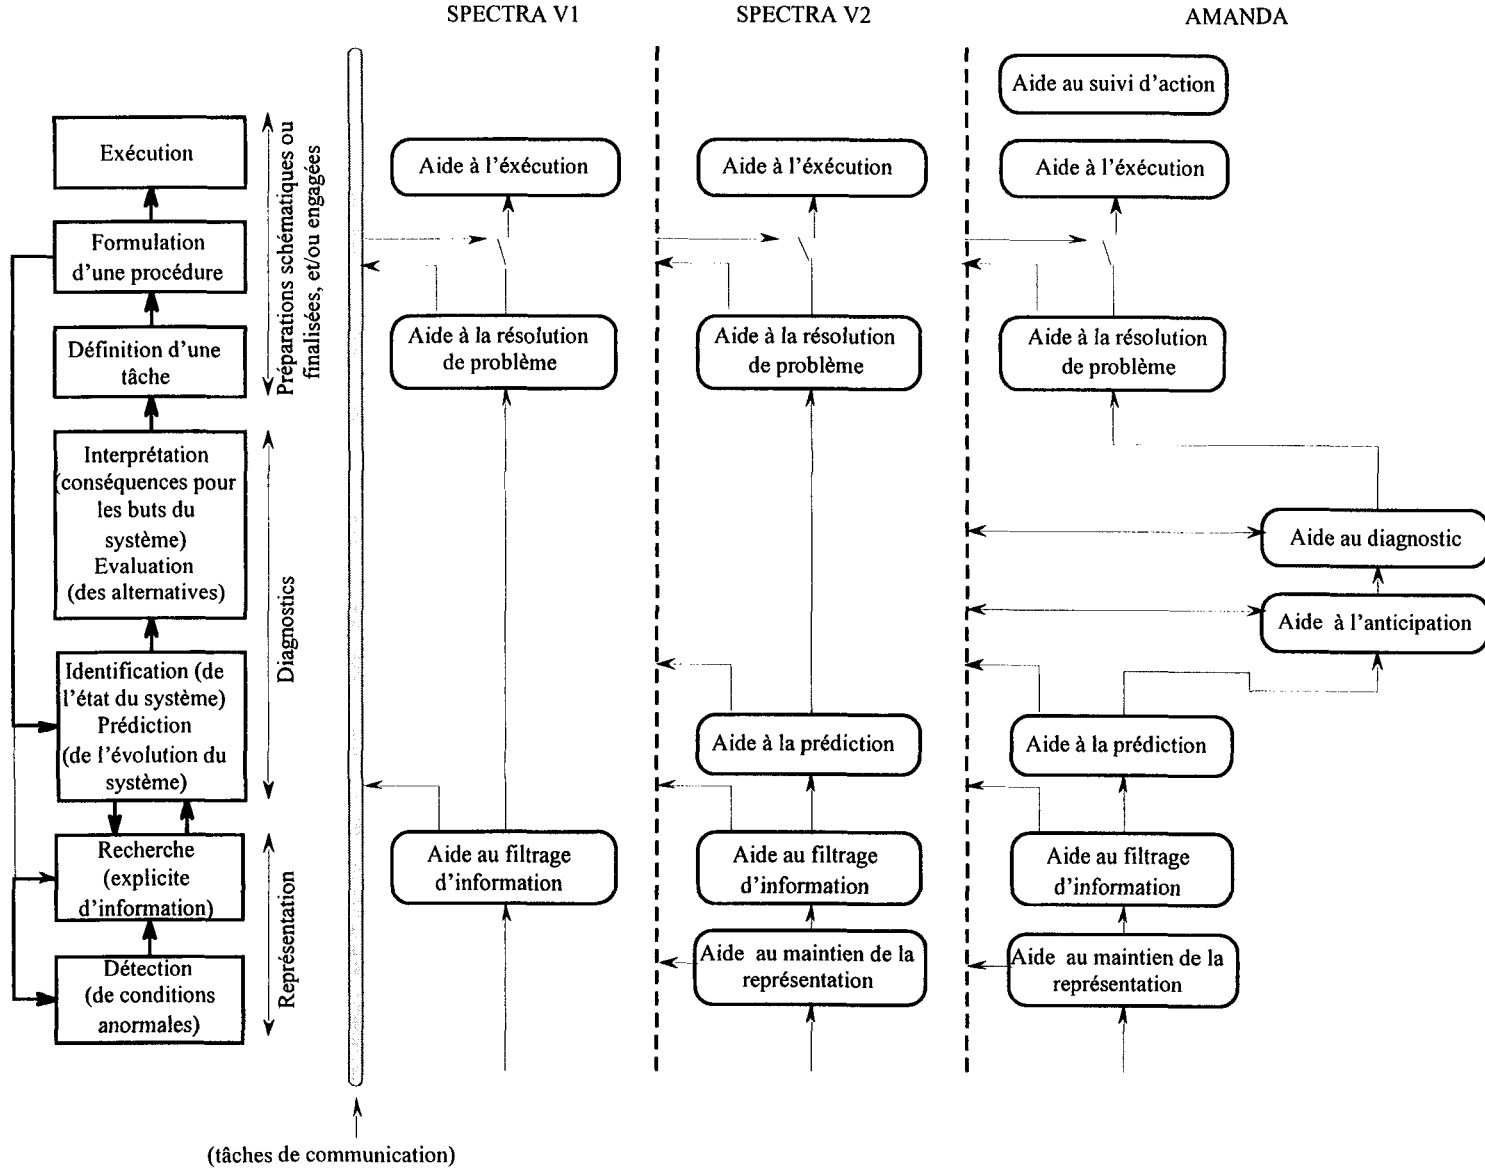 SPECTRA V1
SPECTRA V2
AMANDA
Exécution
Formulation
d'une procédure
Définition d'une
tâche
Interprétation
(conséquences pour
les buts du
système)
Evaluation
(des alternatives)
Identification (de
l'état du système)
Prédiction
(de l'évolution du
système)
Recherche
(explicite
d'information)
Détection
(de conditions
anormales)
Préparations schématiques ou
finalisées, et/ou engagées
Diagnostics
Représentation
(tâches de communication)
Aide à l'éxécution
Aide à la résolution
de problème
Aide au filtrage
d'information
Aide à l'éxécution
Aide à la résolution
de problème
Aide à la prédiction
Aide au filtrage
d'information
Aide au maintien de la
représentation
Aide au suivi d'action
Aide à l'éxécution
Aide à la résolution
de problème
Aide au diagnostic
Aide à l'anticipation
Aide à la prédiction
Aide au filtrage
d'information
Aide au maintien de la
représentation